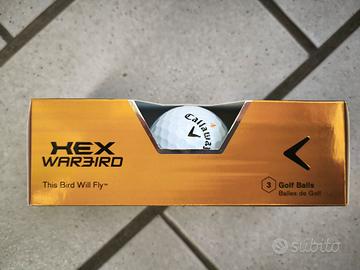 HEX
WARBIRD
This Bird Will Fly™
Callaway
3
Golf Balls
Balles de Golf
subito